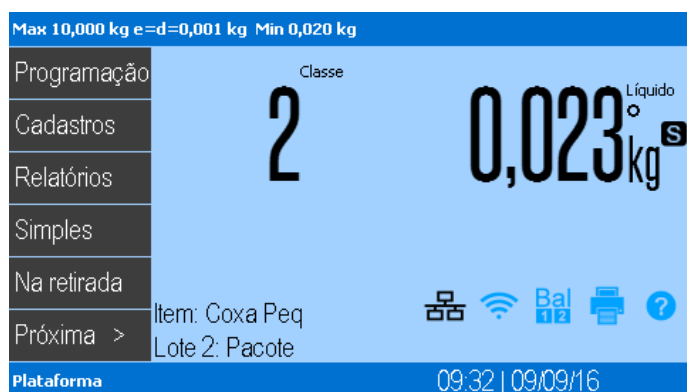 Max 10,000 kg e=d=0,001 kg Min 0,020 kg
Programação
Cadastros
Relatórios
Simples
Na retirada
Próxima >
Classe
2
Líquido
0,023 kg
S
Bal
1 2
?
Item: Coxa Peq
Lote 2: Pacote
Plataforma
09:32 | 09/09/16